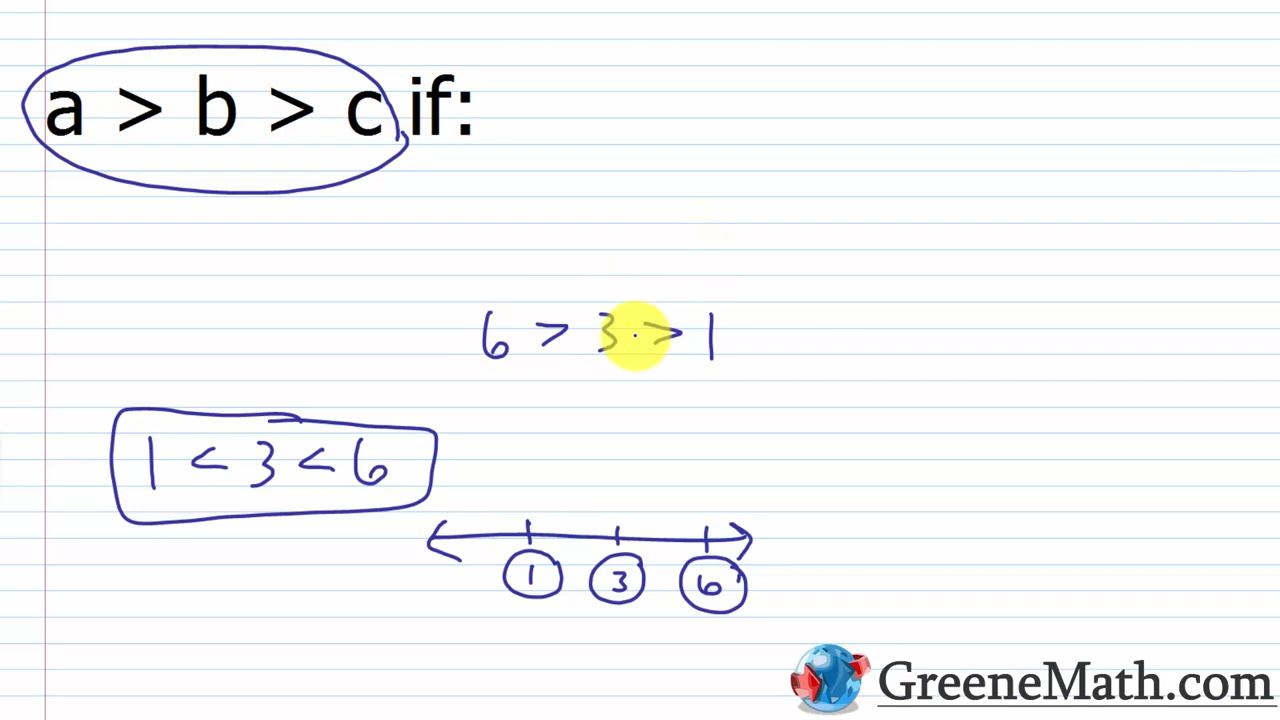 a > b > c if:
6 > 3 > 1
1 < 3 < 6
1 3 6
GreeneMath.com